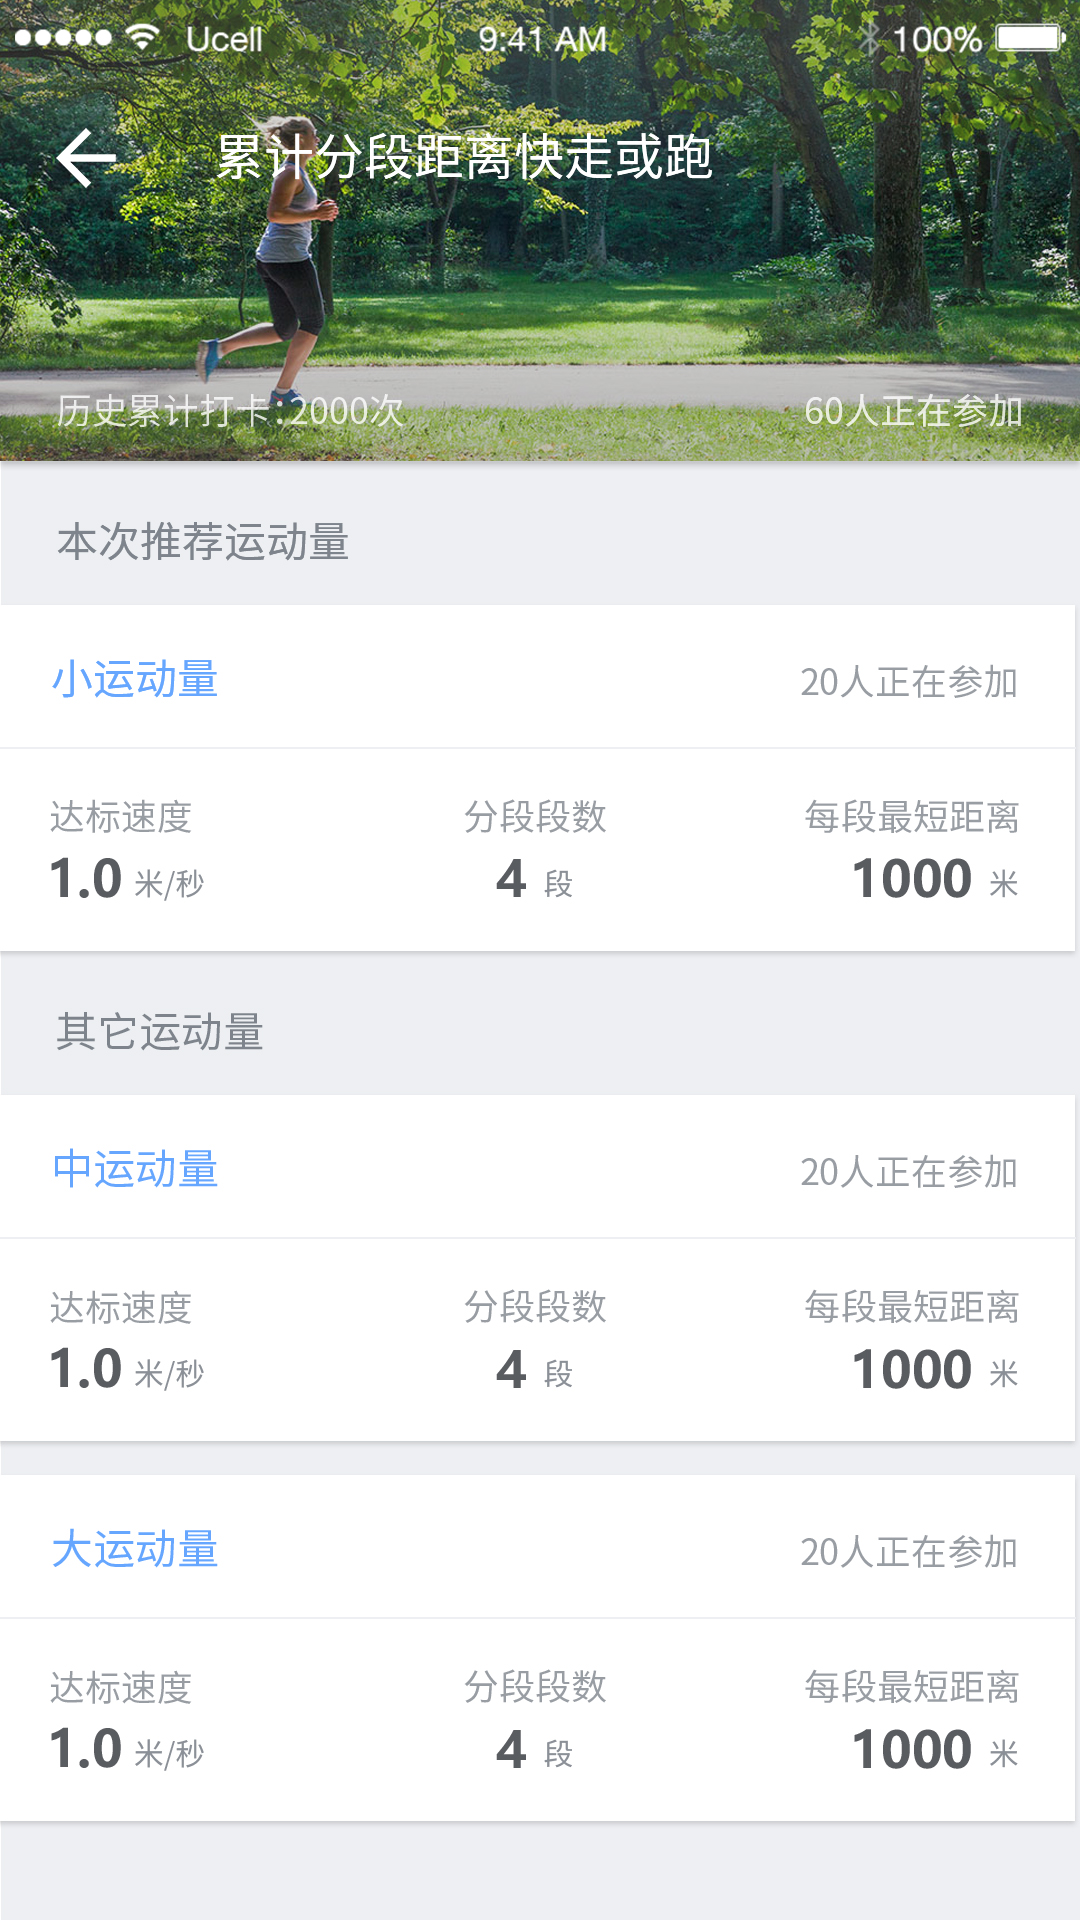 Ucell 9:41 AM 100%
累计分段距离快走或跑
历史累计打卡:2000次 60人正在参加
本次推荐运动量
小运动量 20人正在参加
达标速度 分段段数 每段最短距离
1.0 米/秒 4 段 1000 米
其它运动量
中运动量 20人正在参加
达标速度 分段段数 每段最短距离
1.0 米/秒 4 段 1000 米
大运动量 20人正在参加
达标速度 分段段数 每段最短距离
1.0 米/秒 4 段 1000 米